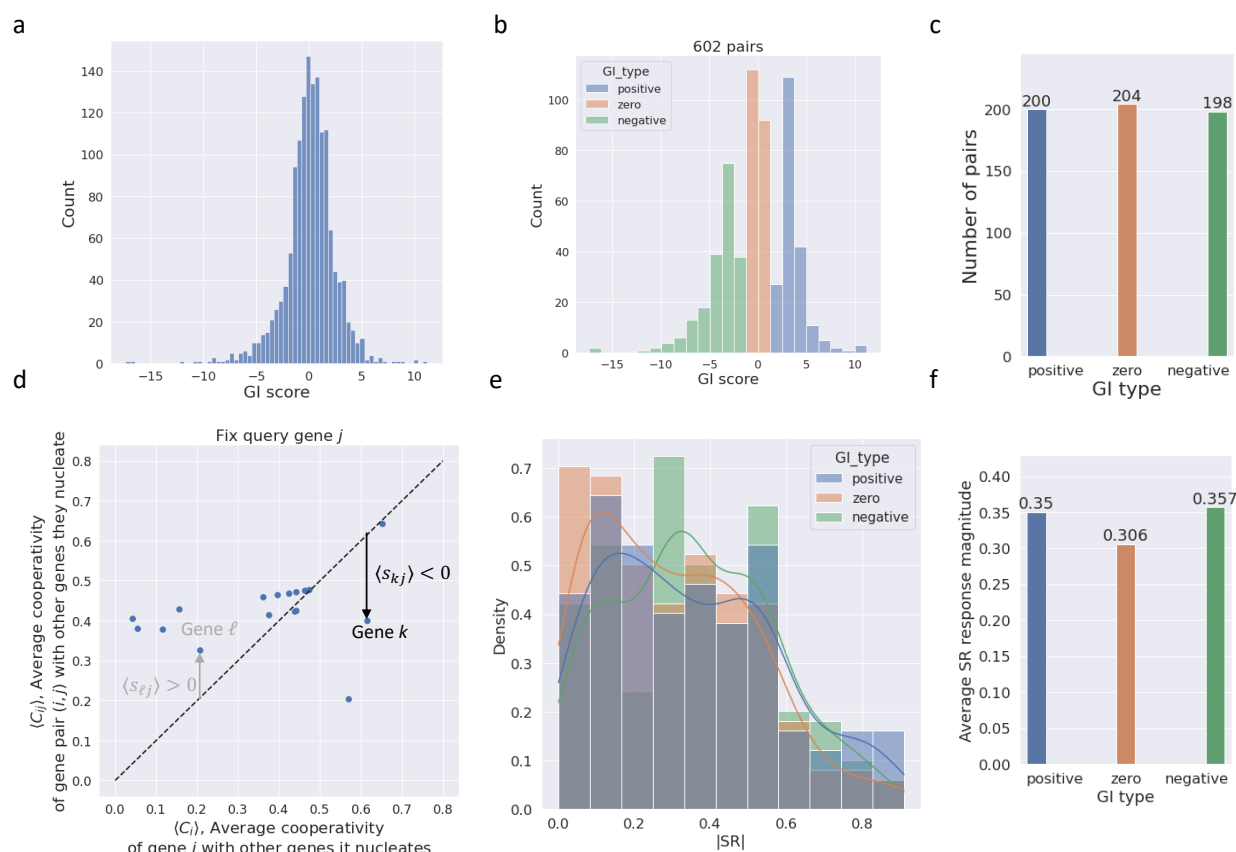 a
140
120
100
80
60
40
20
0
Count
−15
−10
−5
0
5
10
GI score
b
602 pairs
GI_type
positive
zero
negative
100
80
60
40
20
0
Count
−15
−10
−5
0
5
10
GI score
c
200
204
198
200
150
100
50
0
Number of pairs
positive
zero
negative
GI type
d
Fix query gene j
⟨C_ij⟩, Average cooperativity
of gene pair (i, j) with other genes they nucleate
0.8
0.7
0.6
0.5
0.4
0.3
0.2
0.1
0.0
⟨s_kj⟩ < 0
Gene k
Gene ℓ
⟨s_ℓj⟩ > 0
0.0
0.1
0.2
0.3
0.4
0.5
0.6
0.7
0.8
⟨C_i⟩, Average cooperativity
of gene i with other genes it nucleates
e
GI_type
positive
zero
negative
0.7
0.6
0.5
0.4
0.3
0.2
0.1
0.0
Density
0.0
0.2
0.4
0.6
0.8
|SR|
f
0.40
0.35
0.30
0.25
0.20
0.15
0.10
0.05
0.00
Average SR response magnitude
0.35
0.306
0.357
positive
zero
negative
GI type